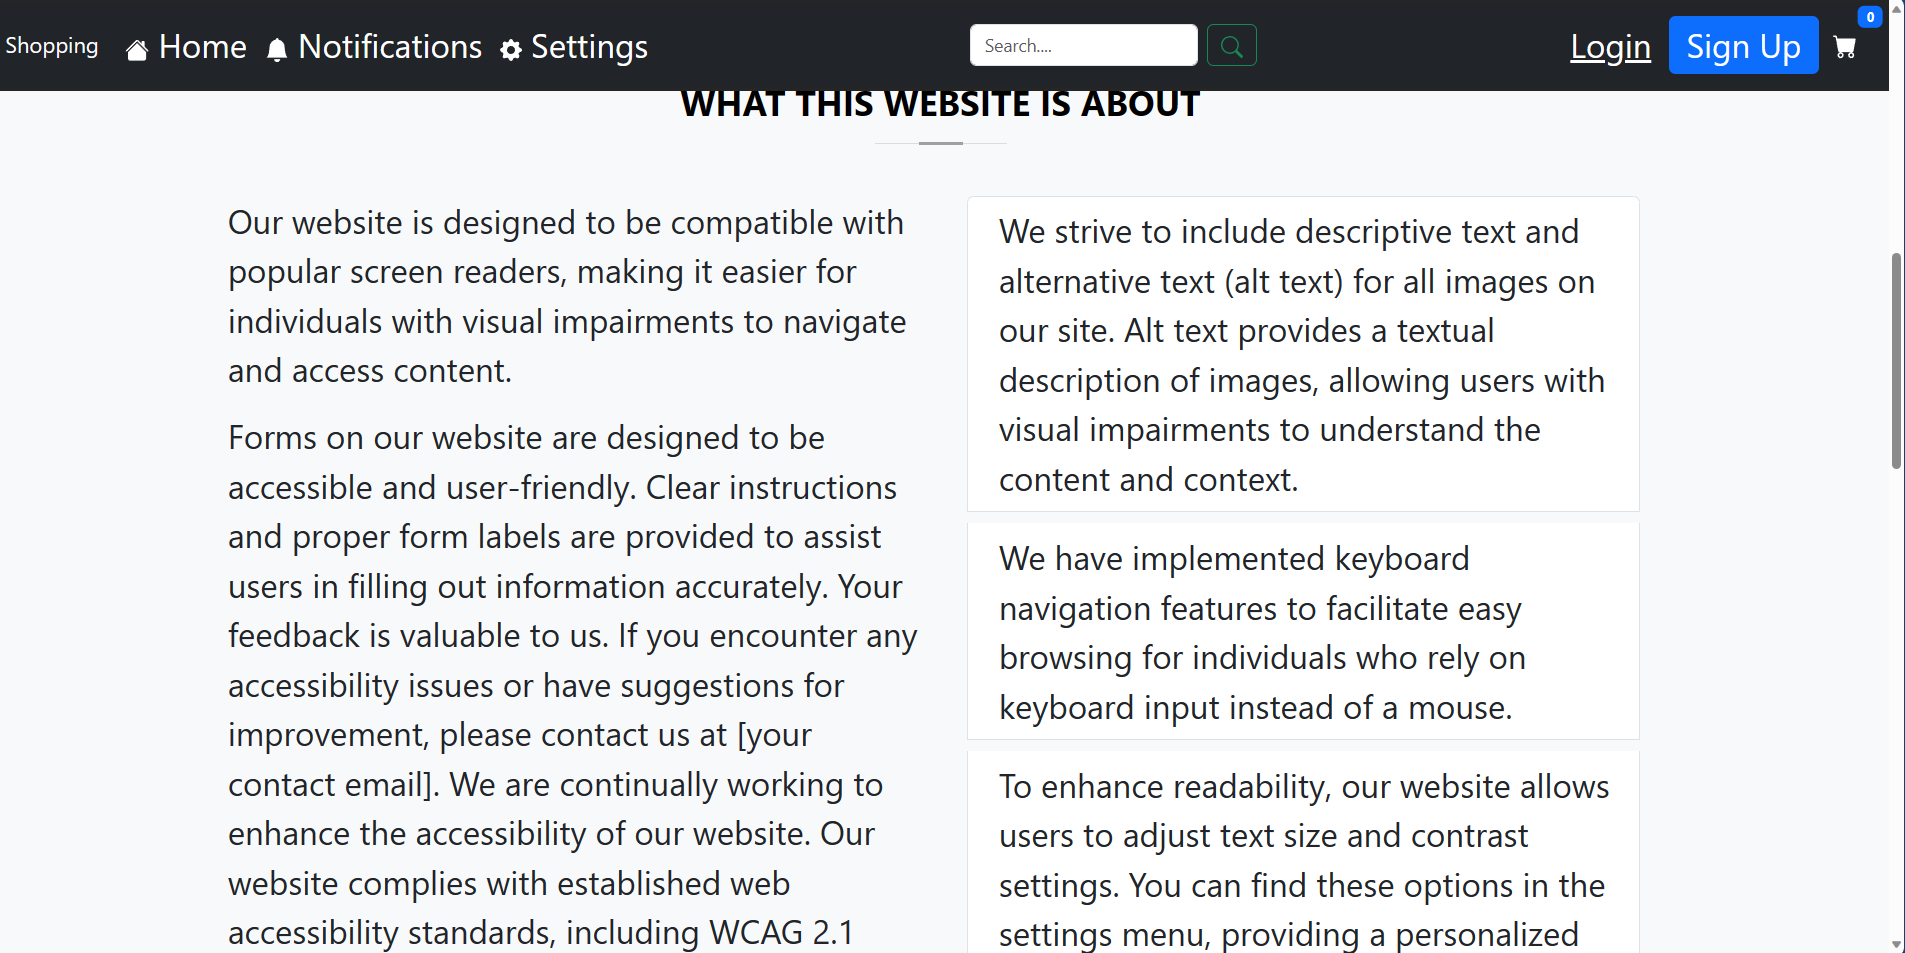 Shopping Home Notifications Settings Search.... Login Sign Up 0
WHAT THIS WEBSITE IS ABOUT
Our website is designed to be compatible with
popular screen readers, making it easier for
individuals with visual impairments to navigate
and access content.
Forms on our website are designed to be
accessible and user-friendly. Clear instructions
and proper form labels are provided to assist
users in filling out information accurately. Your
feedback is valuable to us. If you encounter any
accessibility issues or have suggestions for
improvement, please contact us at [your
contact email]. We are continually working to
enhance the accessibility of our website. Our
website complies with established web
accessibility standards, including WCAG 2.1
We strive to include descriptive text and
alternative text (alt text) for all images on
our site. Alt text provides a textual
description of images, allowing users with
visual impairments to understand the
content and context.
We have implemented keyboard
navigation features to facilitate easy
browsing for individuals who rely on
keyboard input instead of a mouse.
To enhance readability, our website allows
users to adjust text size and contrast
settings. You can find these options in the
settings menu, providing a personalized